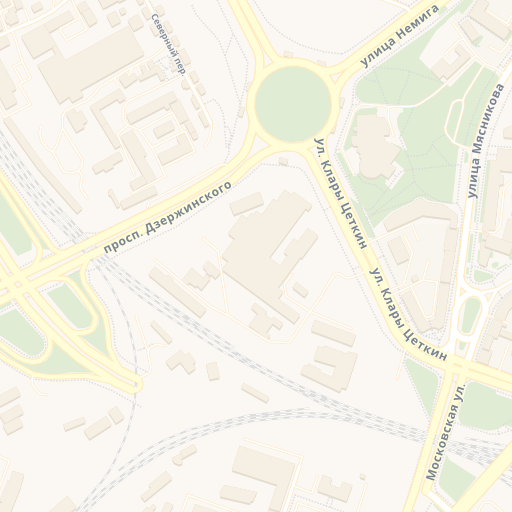 Северный пер.
улица Немига
улица Мясникова
ул. Клары Цеткин
просп. Дзержинского
ул. Клары Цеткин
Московская ул.